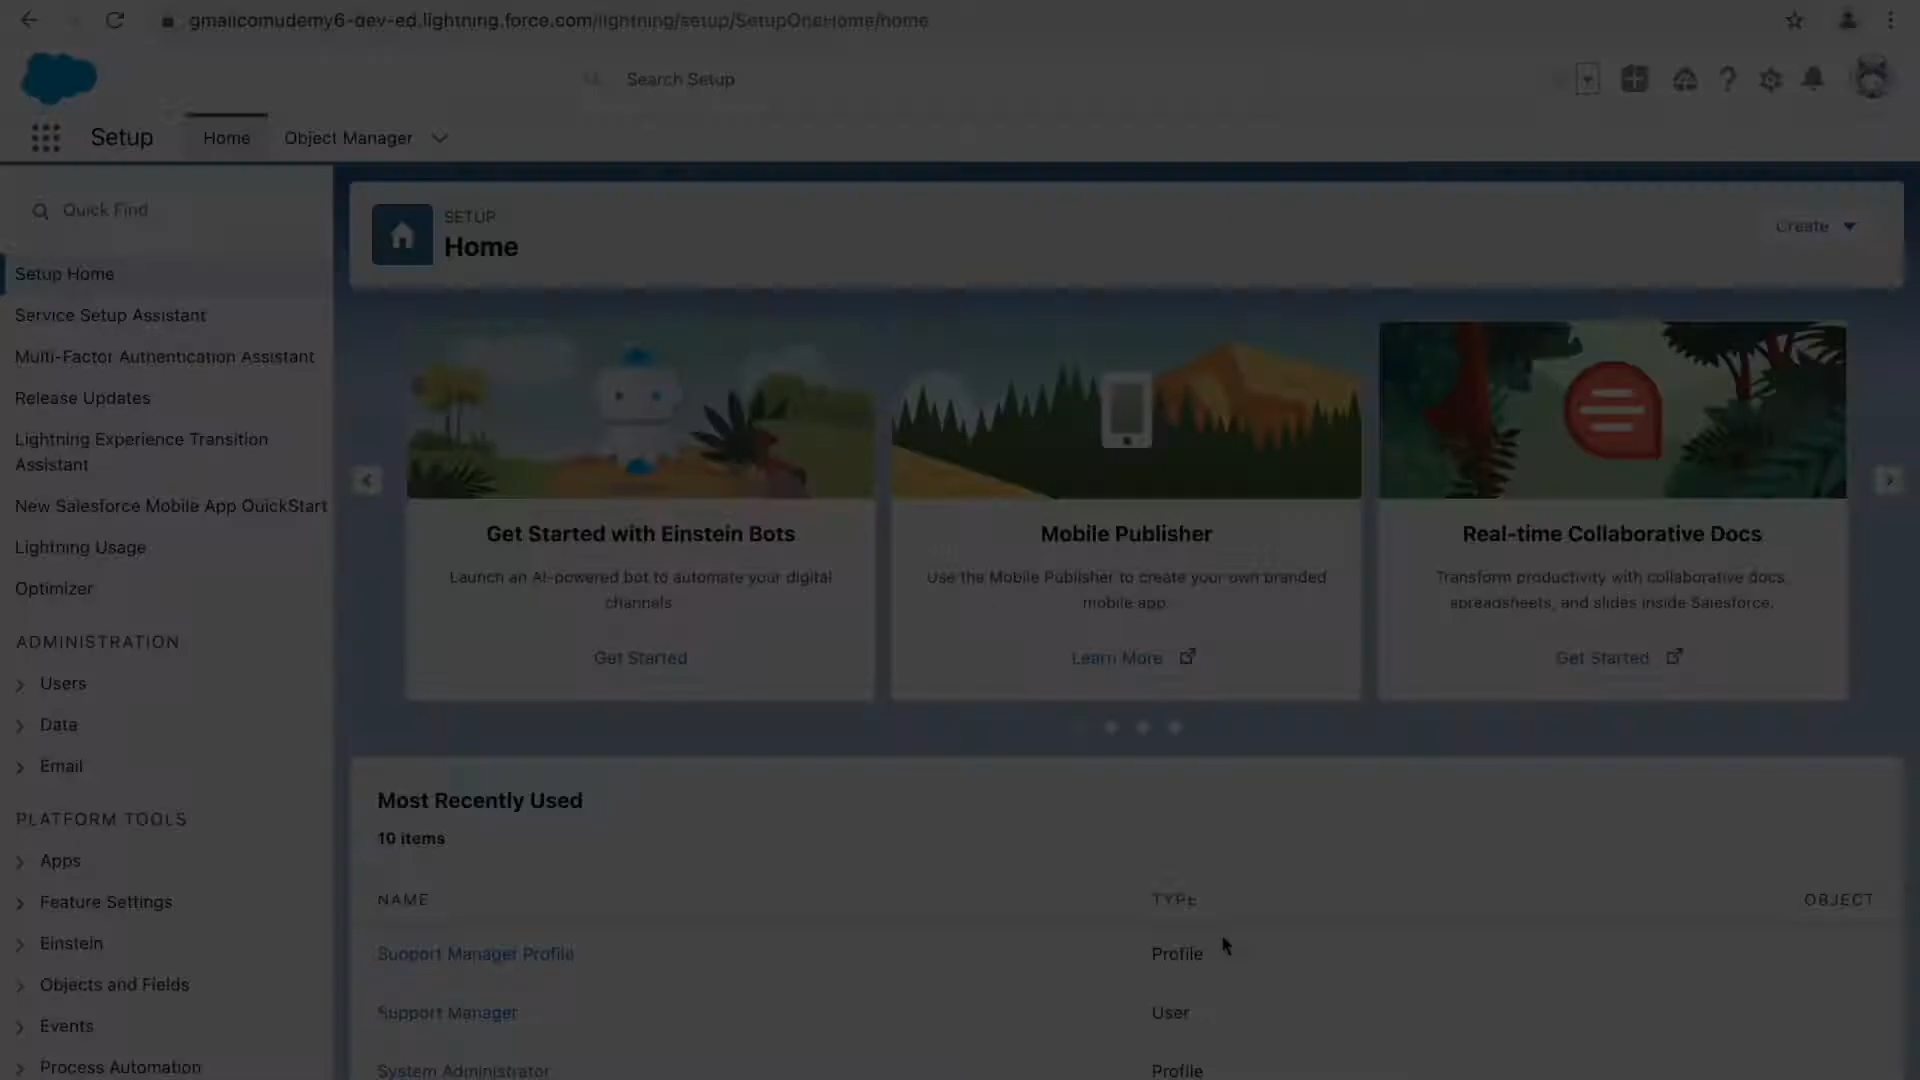 gmailcomudemy6-dev-ed.lightning.force.com/lightning/setup/SetupOneHome/home
Search Setup
Setup
Home
Object Manager
Quick Find
Setup Home
Service Setup Assistant
Multi-Factor Authentication Assistant
Release Updates
Lightning Experience Transition
Assistant
New Salesforce Mobile App QuickStart
Lightning Usage
Optimizer
ADMINISTRATION
Users
Data
Email
PLATFORM TOOLS
Apps
Feature Settings
Einstein
Objects and Fields
Events
Process Automation
SETUP
Home
Create
Get Started with Einstein Bots
Launch an AI-powered bot to automate your digital
channels
Get Started
Mobile Publisher
Use the Mobile Publisher to create your own branded
mobile app.
Learn More
Real-time Collaborative Docs
Transform productivity with collaborative docs,
spreadsheets, and slides inside Salesforce.
Get Started
Most Recently Used
10 items
NAME
TYPE
OBJECT
Support Manager Profile
Profile
Support Manager
User
System Administrator
Profile